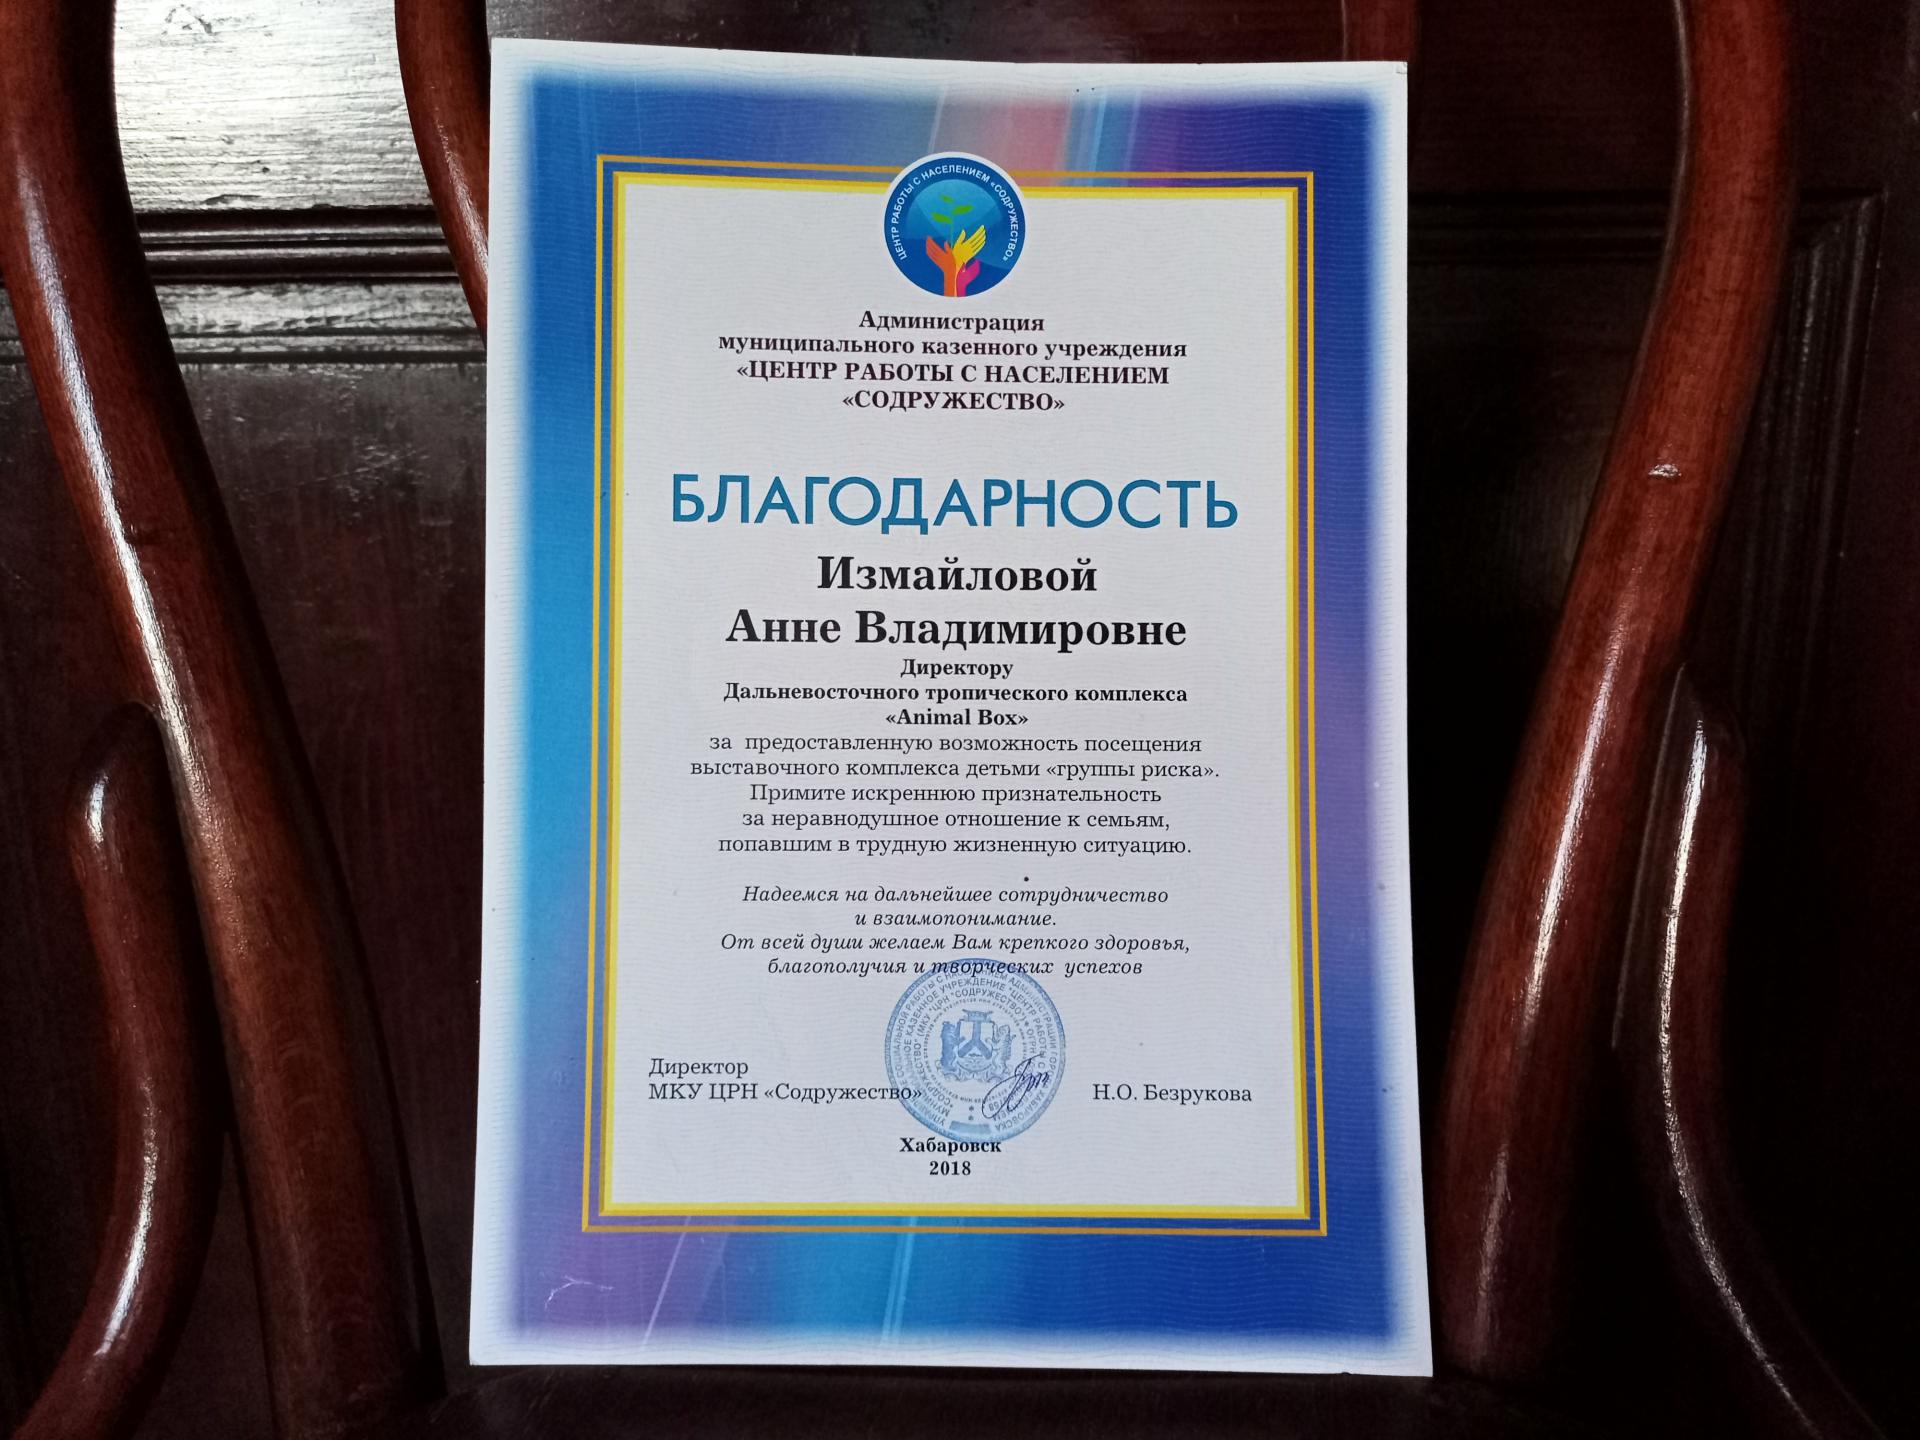 ЦЕНТР РАБОТЫ С НАСЕЛЕНИЕМ «СОДРУЖЕСТВО»
Администрация
муниципального казенного учреждения
«ЦЕНТР РАБОТЫ С НАСЕЛЕНИЕМ
«СОДРУЖЕСТВО»
БЛАГОДАРНОСТЬ
Измайловой
Анне Владимировне
Директору
Дальневосточного тропического комплекса
«Animal Box»
за предоставленную возможность посещения
выставочного комплекса детьми «группы риска».
Примите искреннюю признательность
за неравнодушное отношение к семьям,
попавшим в трудную жизненную ситуацию.
Надеемся на дальнейшее сотрудничество
и взаимопонимание.
От всей души желаем Вам крепкого здоровья,
благополучия и творческих успехов
Директор
МКУ ЦРН «Содружество»
Н.О. Безрукова
Хабаровск
2018